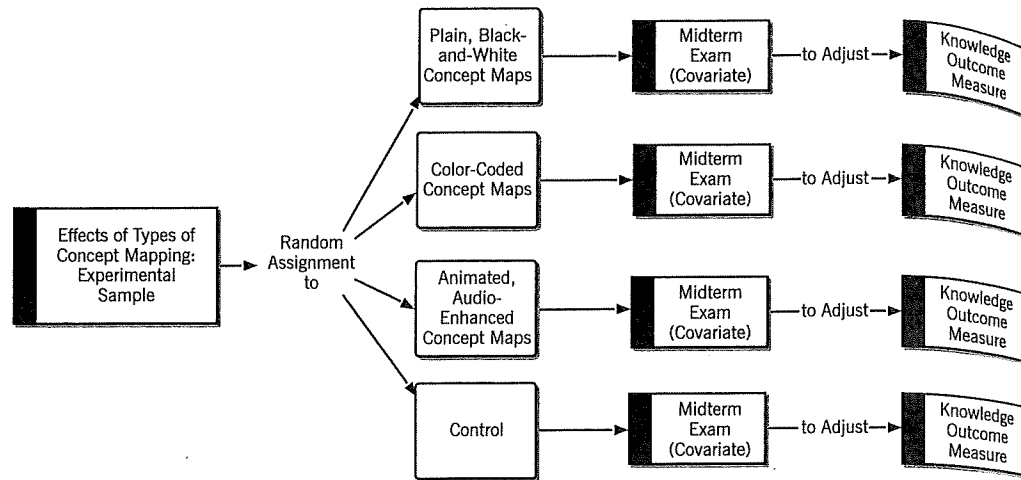 Effects of Types of
Concept Mapping:
Experimental
Sample
Random
Assignment
to
Plain, Black-
and-White
Concept Maps
Midterm
Exam
(Covariate)
to Adjust
Knowledge
Outcome
Measure
Color-Coded
Concept Maps
Midterm
Exam
(Covariate)
to Adjust
Knowledge
Outcome
Measure
Animated,
Audio-
Enhanced
Concept Maps
Midterm
Exam
(Covariate)
to Adjust
Knowledge
Outcome
Measure
Control
Midterm
Exam
(Covariate)
to Adjust
Knowledge
Outcome
Measure